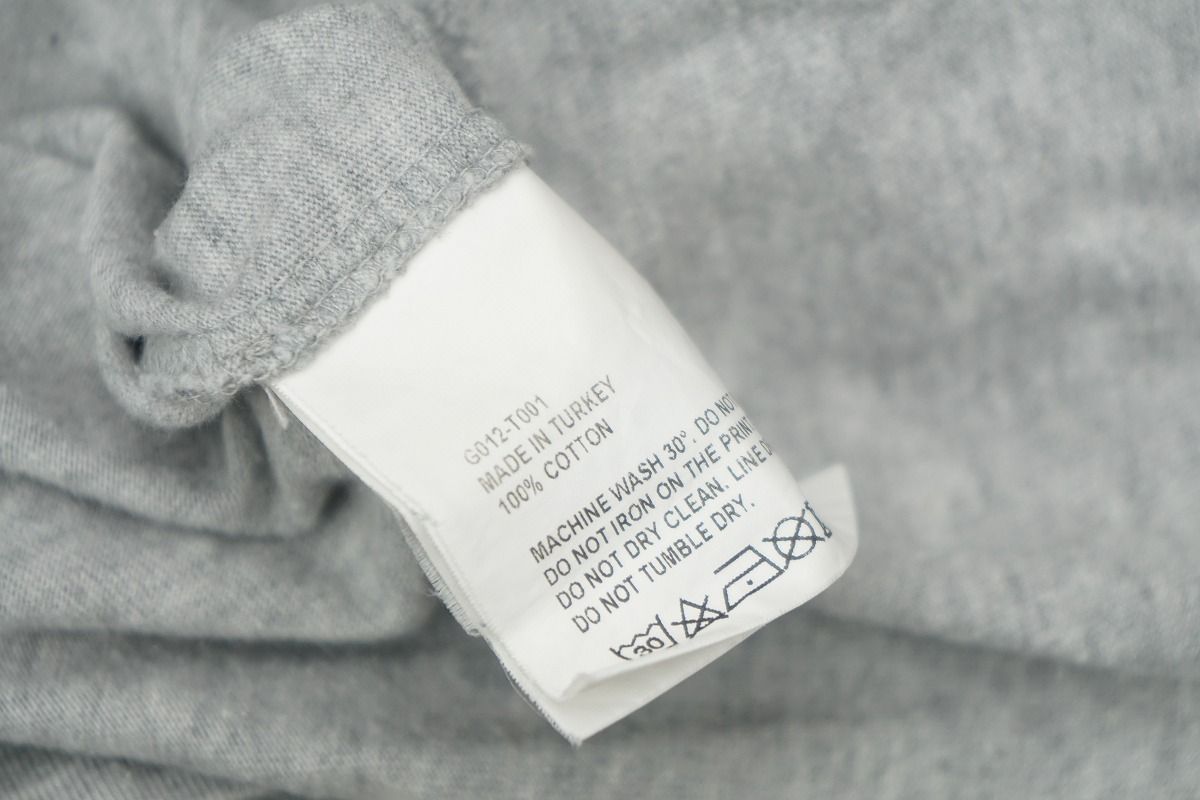 G012-T001
MADE IN TURKEY
100% COTTON
MACHINE WASH 30°. DO NOT
DO NOT IRON ON THE PRINT
DO NOT DRY CLEAN. LINE
DO NOT TUMBLE DRY.
30